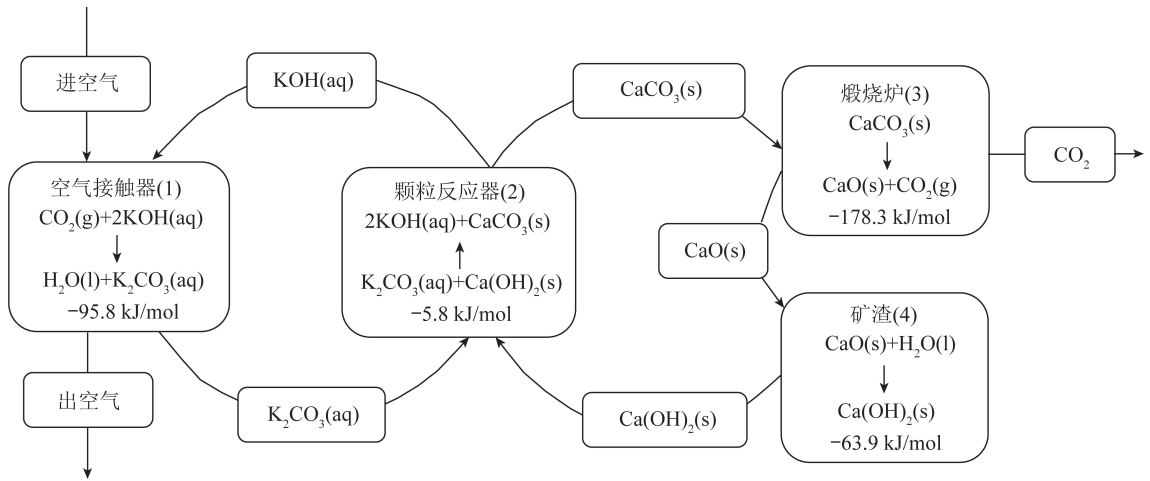 进空气
KOH(aq)
CaCO₃(s)
空气接触器(1)
CO₂(g)+2KOH(aq)
H₂O(l)+K₂CO₃(aq)
−95.8 kJ/mol
颗粒反应器(2)
2KOH(aq)+CaCO₃(s)
K₂CO₃(aq)+Ca(OH)₂(s)
−5.8 kJ/mol
煅烧炉(3)
CaCO₃(s)
CaO(s)+CO₂(g)
−178.3 kJ/mol
CO₂
CaO(s)
矿渣(4)
CaO(s)+H₂O(l)
Ca(OH)₂(s)
−63.9 kJ/mol
出空气
K₂CO₃(aq)
Ca(OH)₂(s)